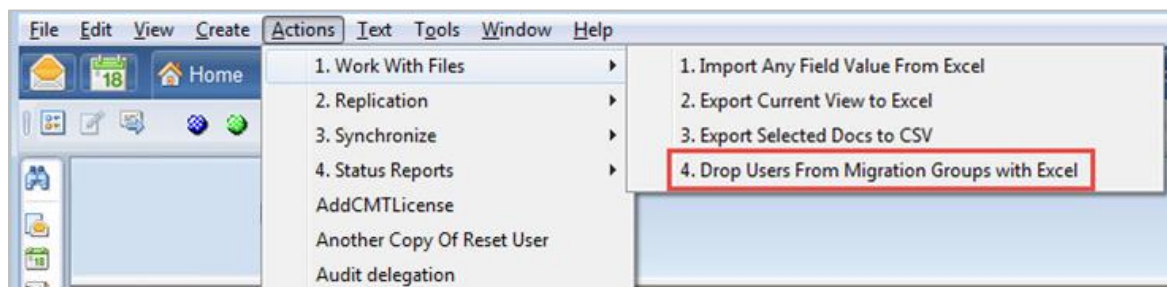 File Edit View Create Actions Text Tools Window Help
18 Home
1. Work With Files
2. Replication
3. Synchronize
4. Status Reports
AddCMTLicense
Another Copy Of Reset User
Audit delegation
1. Import Any Field Value From Excel
2. Export Current View to Excel
3. Export Selected Docs to CSV
4. Drop Users From Migration Groups with Excel
18